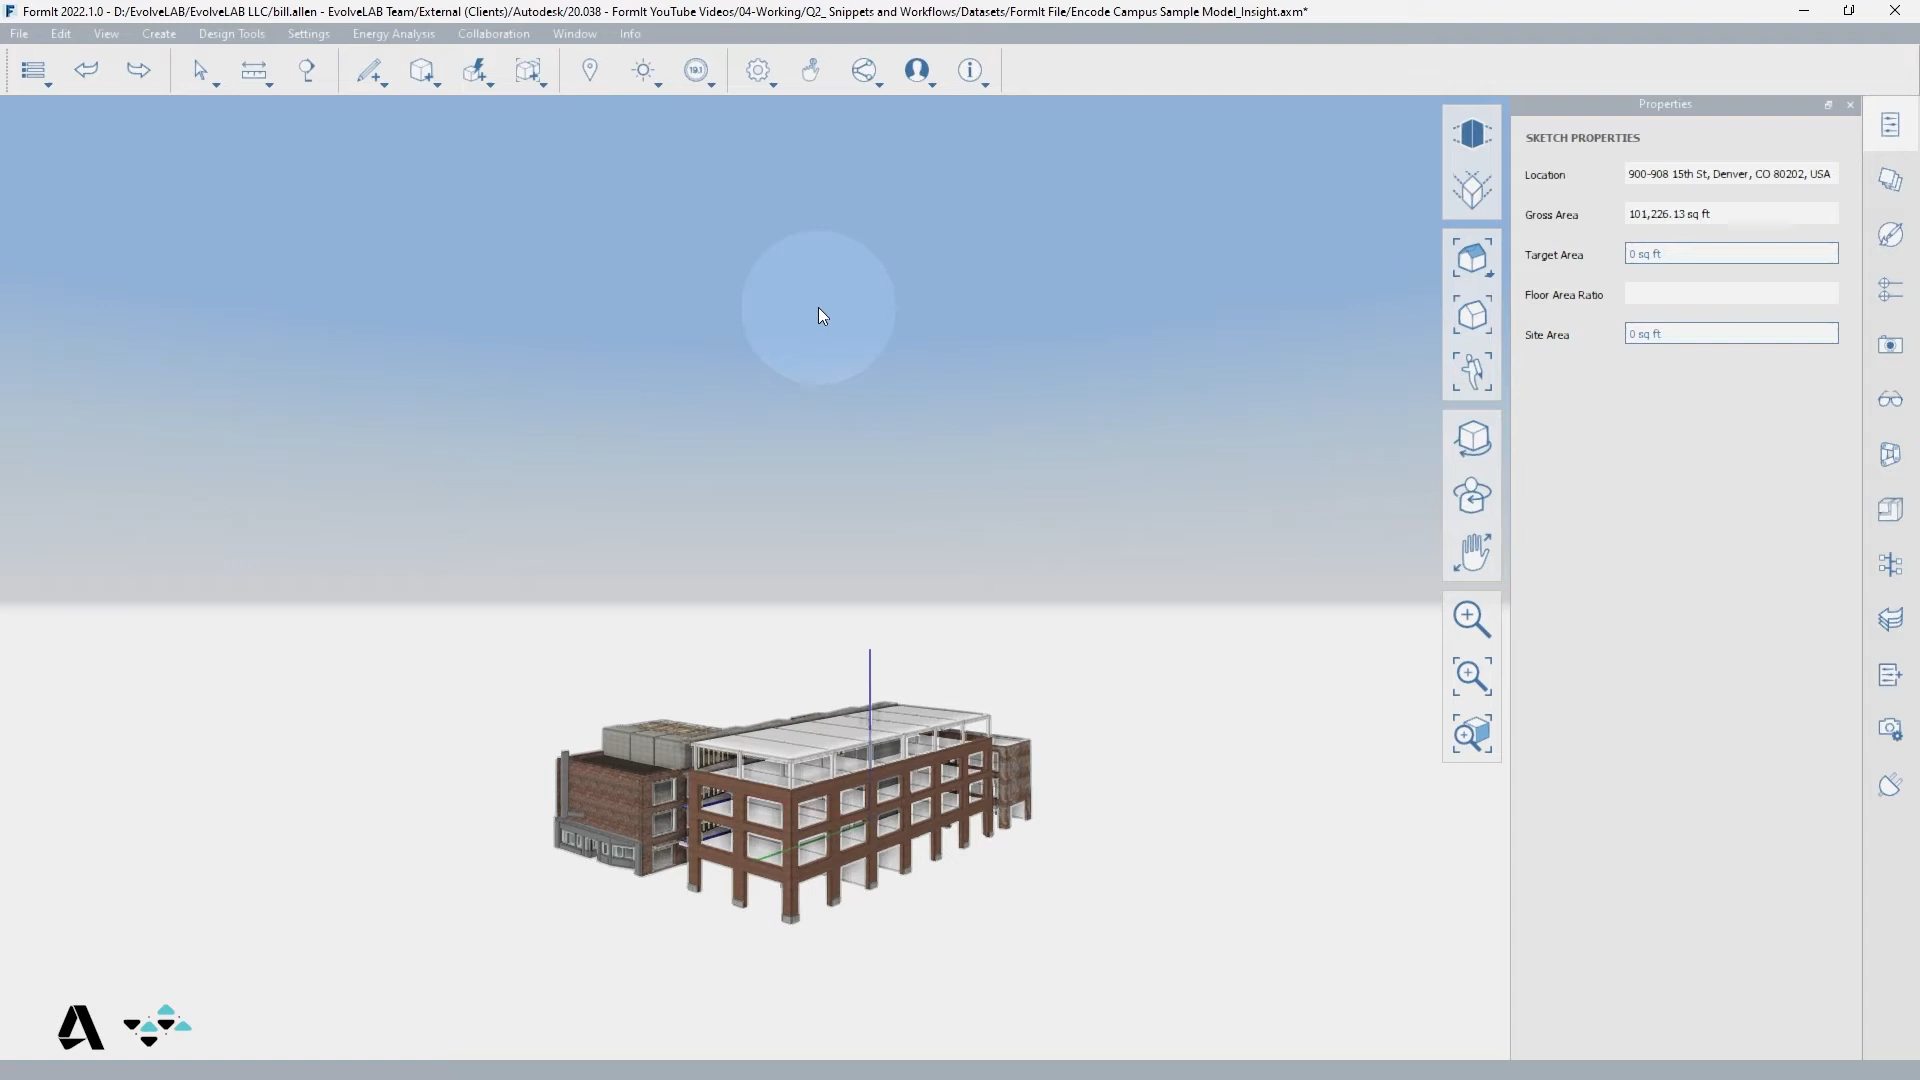 FormIt 2022.1.0 - D:/EvolveLAB/EvolveLAB LLC/bill.allen - EvolveLAB Team/External (Clients)/Autodesk/20.038 - FormIt YouTube Videos/04-Working/Q2_ Snippets and Workflows/Datasets/FormIt File/Encode Campus Sample Model_Insight.axm*
File Edit View Create Design Tools Settings Energy Analysis Collaboration Window Info
191
Properties
SKETCH PROPERTIES
Location 900-908 15th St, Denver, CO 80202, USA
Gross Area 101,226.13 sq ft
Target Area 0 sq ft
Floor Area Ratio
Site Area 0 sq ft